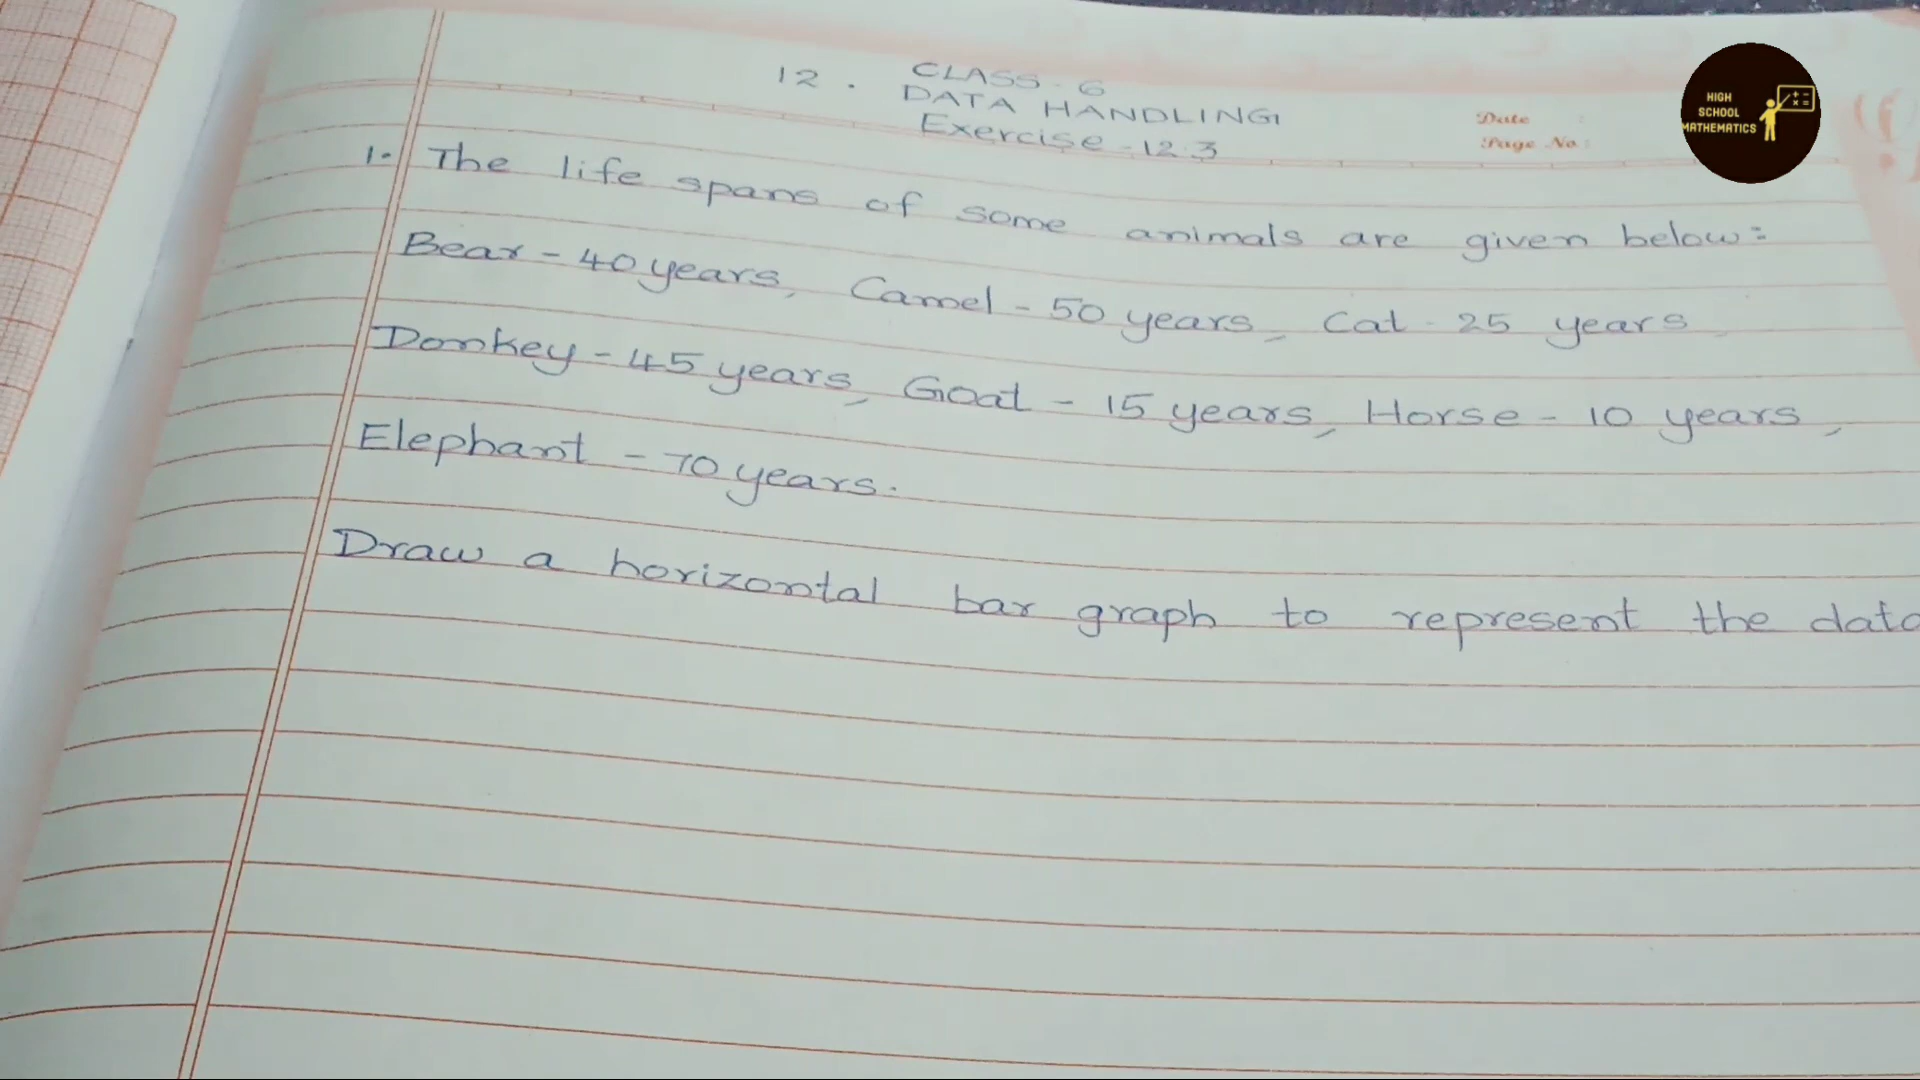 CLASS - 6
12. DATA HANDLING
Exercise - 12.3
Date :
Page No :
HIGH
SCHOOL
MATHEMATICS
1. The life spans of some animals are given below:
Bear - 40 years, Camel - 50 years, Cat - 25 years,
Donkey - 45 years, Goat - 15 years, Horse - 10 years,
Elephant - 70 years.
Draw a horizontal bar graph to represent the data